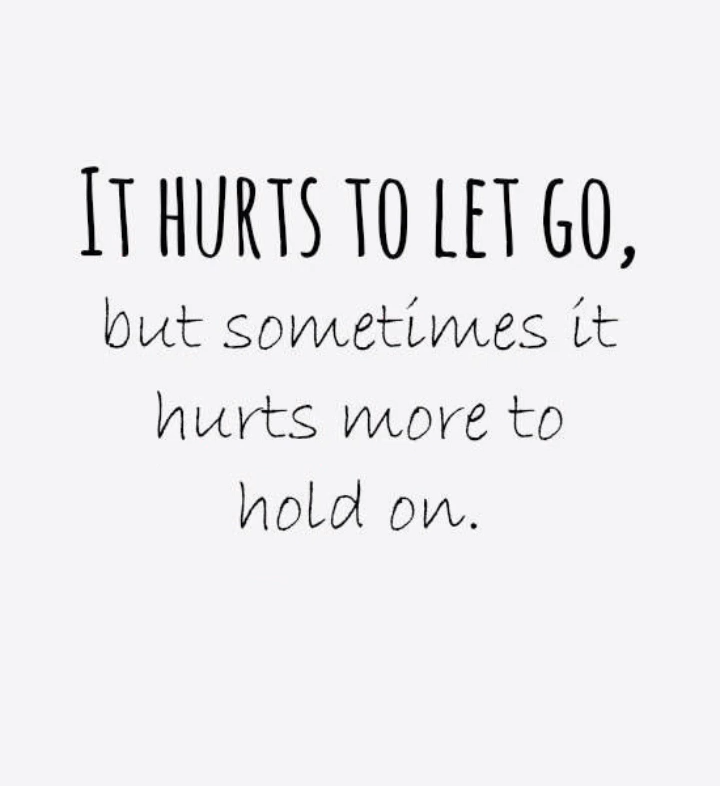 It hurts to let go,
but sometimes it
hurts more to
hold on.